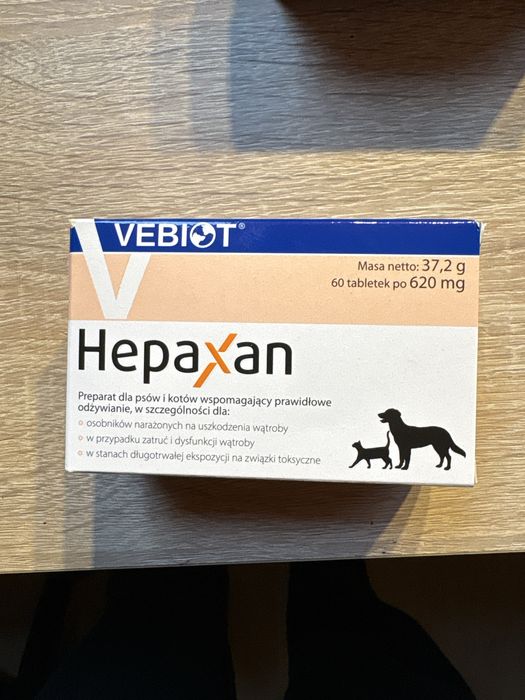 VEBIOT®
Masa netto: 37,2 g
60 tabletek po 620 mg
Hepaxan
Preparat dla psów i kotów wspomagający prawidłowe
odżywianie, w szczególności dla:
osobników narażonych na uszkodzenia wątroby
w przypadku zatruć i dysfunkcji wątroby
w stanach długotrwałej ekspozycji na związki toksyczne